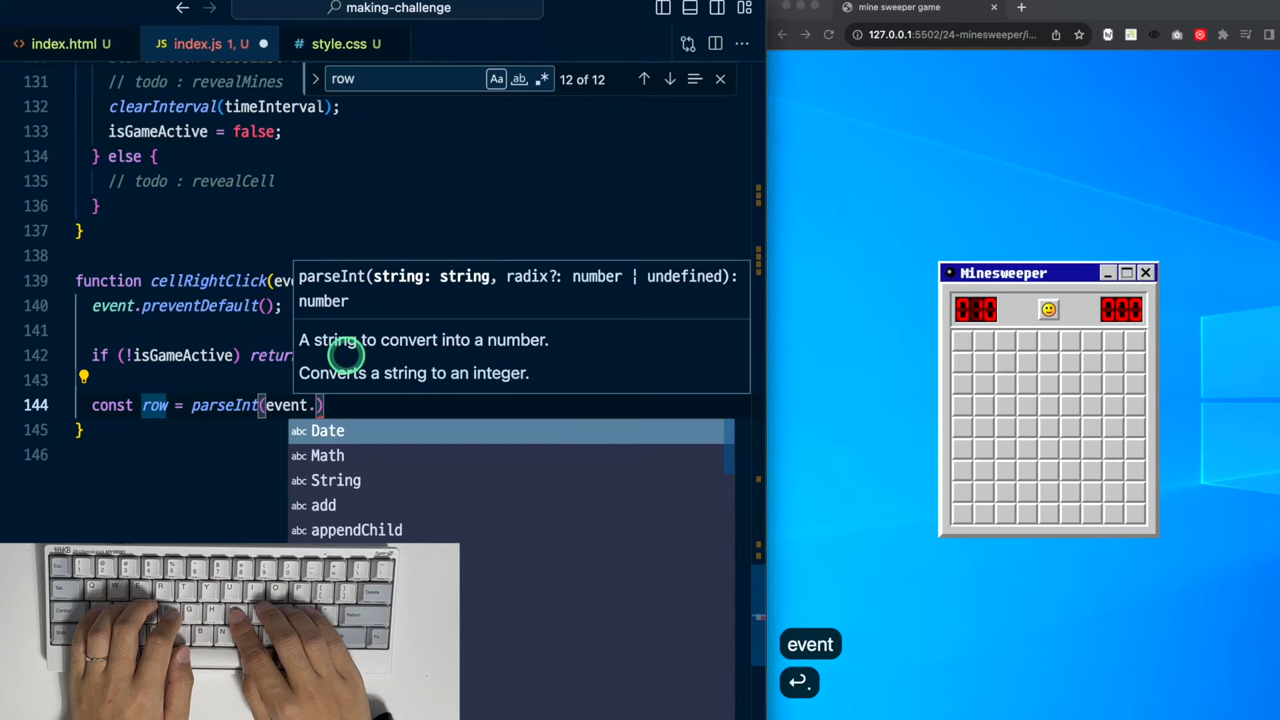 making-challenge
mine sweeper game
index.html U
index.js 1, U
style.css U
127.0.0.1:5502/24-minesweeper/i...
row
Aa
ab
12 of 12
131 // todo : revealMines
132 clearInterval(timeInterval);
133 isGameActive = false;
134 } else {
135 // todo : revealCell
136 }
137 }
138
139 function cellRightClick(ev
140 event.preventDefault();
141
142 if (!isGameActive) retur
143
144 const row = parseInt(event.)
145 }
146
parseInt(string: string, radix?: number | undefined):
number
A string to convert into a number.
Converts a string to an integer.
abc Date
abc Math
abc String
abc add
abc appendChild
Minesweeper
010
000
event